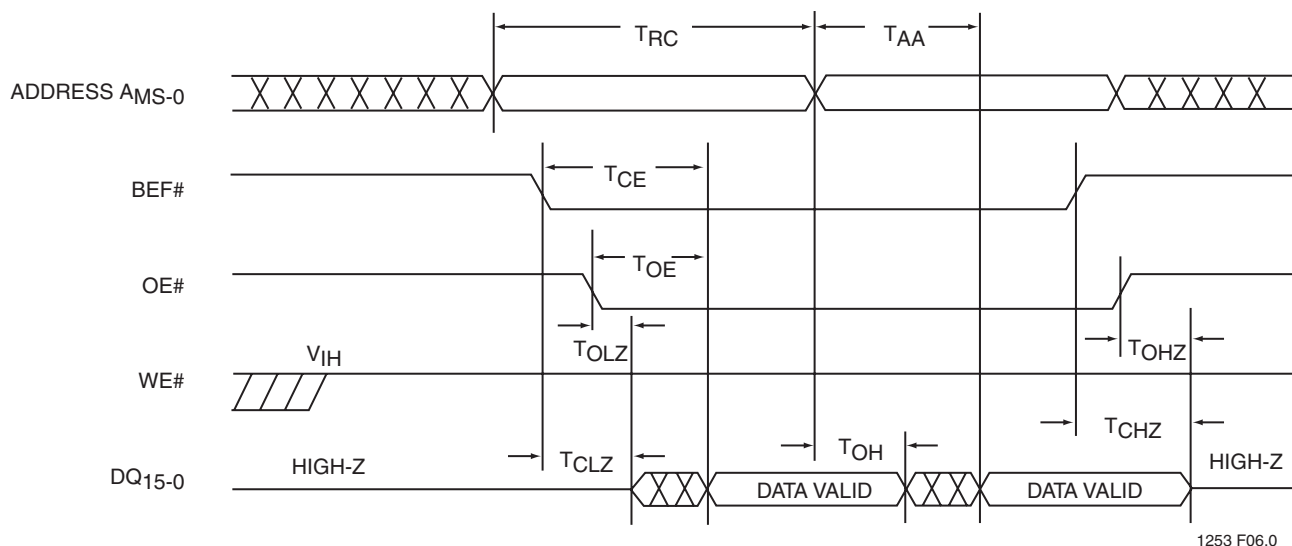 TRC TAA
ADDRESS AMS-0
TCE
BEF#
TOE
OE#
TOLZ TOHZ
VIH
WE#
TCLZ TOH TCHZ
HIGH-Z HIGH-Z
DQ15-0 DATA VALID DATA VALID
1253 F06.0